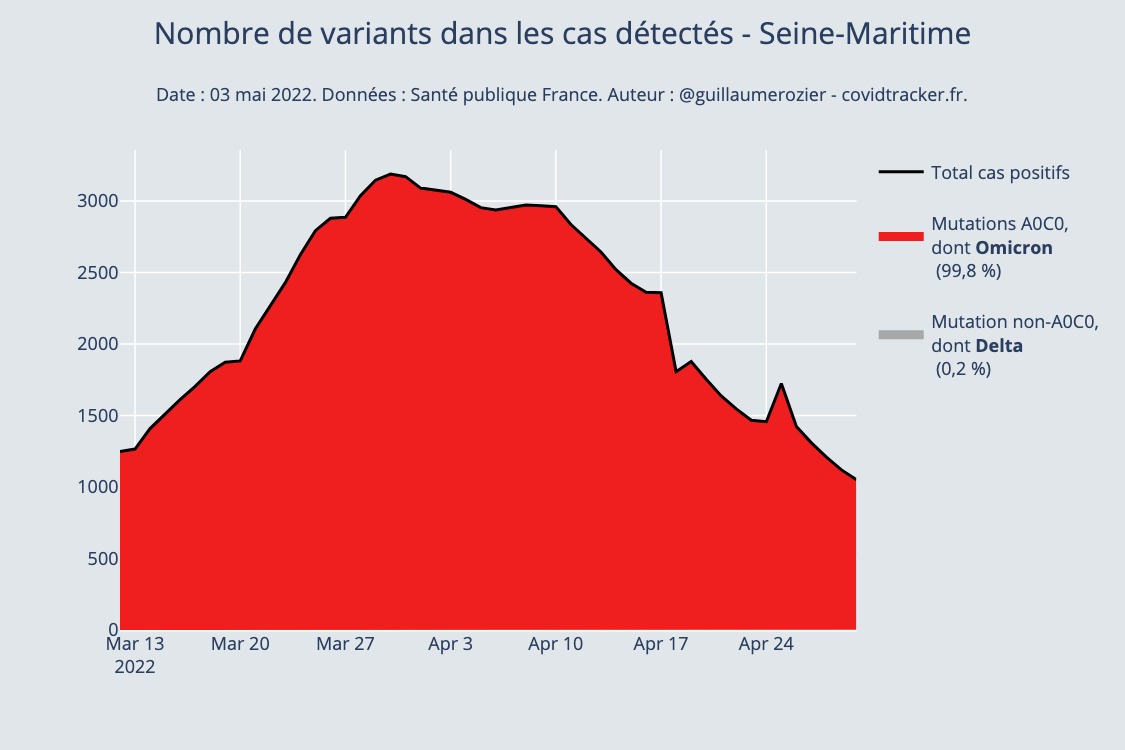 Nombre de variants dans les cas détectés - Seine-Maritime
Date : 03 mai 2022. Données : Santé publique France. Auteur : @guillaumerozier - covidtracker.fr.
Total cas positifs
Mutations A0C0,
dont Omicron
(99,8 %)
Mutation non-A0C0,
dont Delta
(0,2 %)
3000
2500
2000
1500
1000
500
0
Mar 13 Mar 20 Mar 27 Apr 3 Apr 10 Apr 17 Apr 24
2022